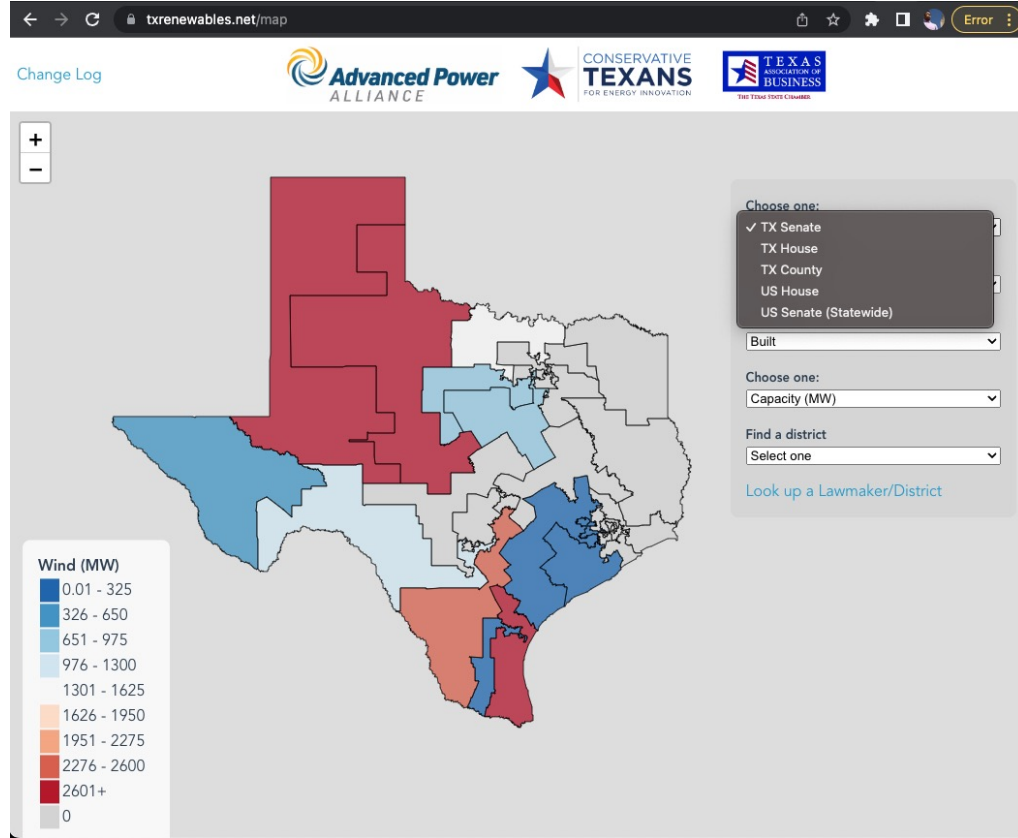 txrenewables.net/map
Error
Change Log
Advanced Power
ALLIANCE
CONSERVATIVE
TEXANS
FOR ENERGY INNOVATION
TEXAS
ASSOCIATION OF
BUSINESS
THE TEXAS STATE CHAMBER
+
−
Choose one:
✓ TX Senate
TX House
TX County
US House
US Senate (Statewide)
Built
Choose one:
Capacity (MW)
Find a district
Select one
Look up a Lawmaker/District
Wind (MW)
0.01 - 325
326 - 650
651 - 975
976 - 1300
1301 - 1625
1626 - 1950
1951 - 2275
2276 - 2600
2601+
0